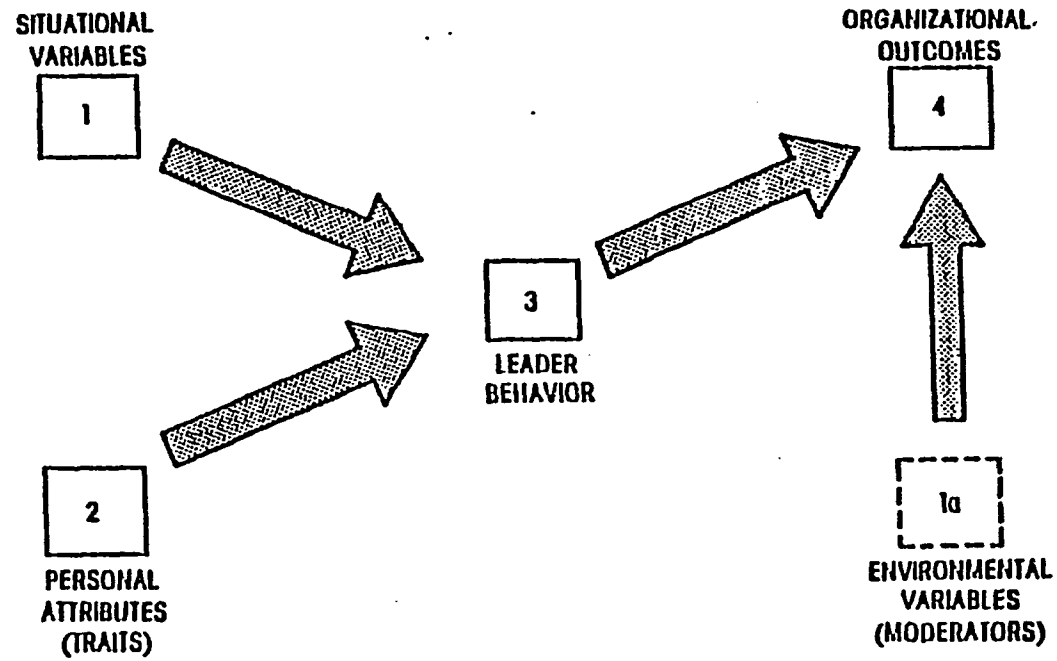 SITUATIONAL
VARIABLES
1
ORGANIZATIONAL
OUTCOMES
4
3
LEADER
BEHAVIOR
2
PERSONAL
ATTRIBUTES
(TRAITS)
1a
ENVIRONMENTAL
VARIABLES
(MODERATORS)